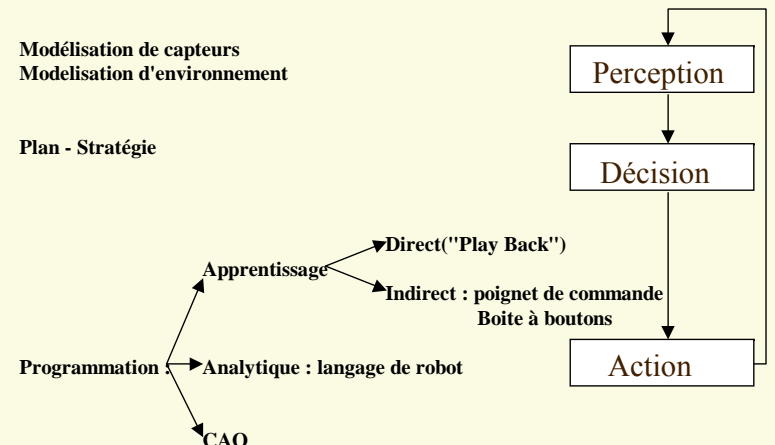 Modélisation de capteurs
Modelisation d'environnement
Perception
Plan - Stratégie
Décision
Direct("Play Back")
Apprentissage
Indirect : poignet de commande
Boite à boutons
Programmation :
Analytique : langage de robot
Action
CAO